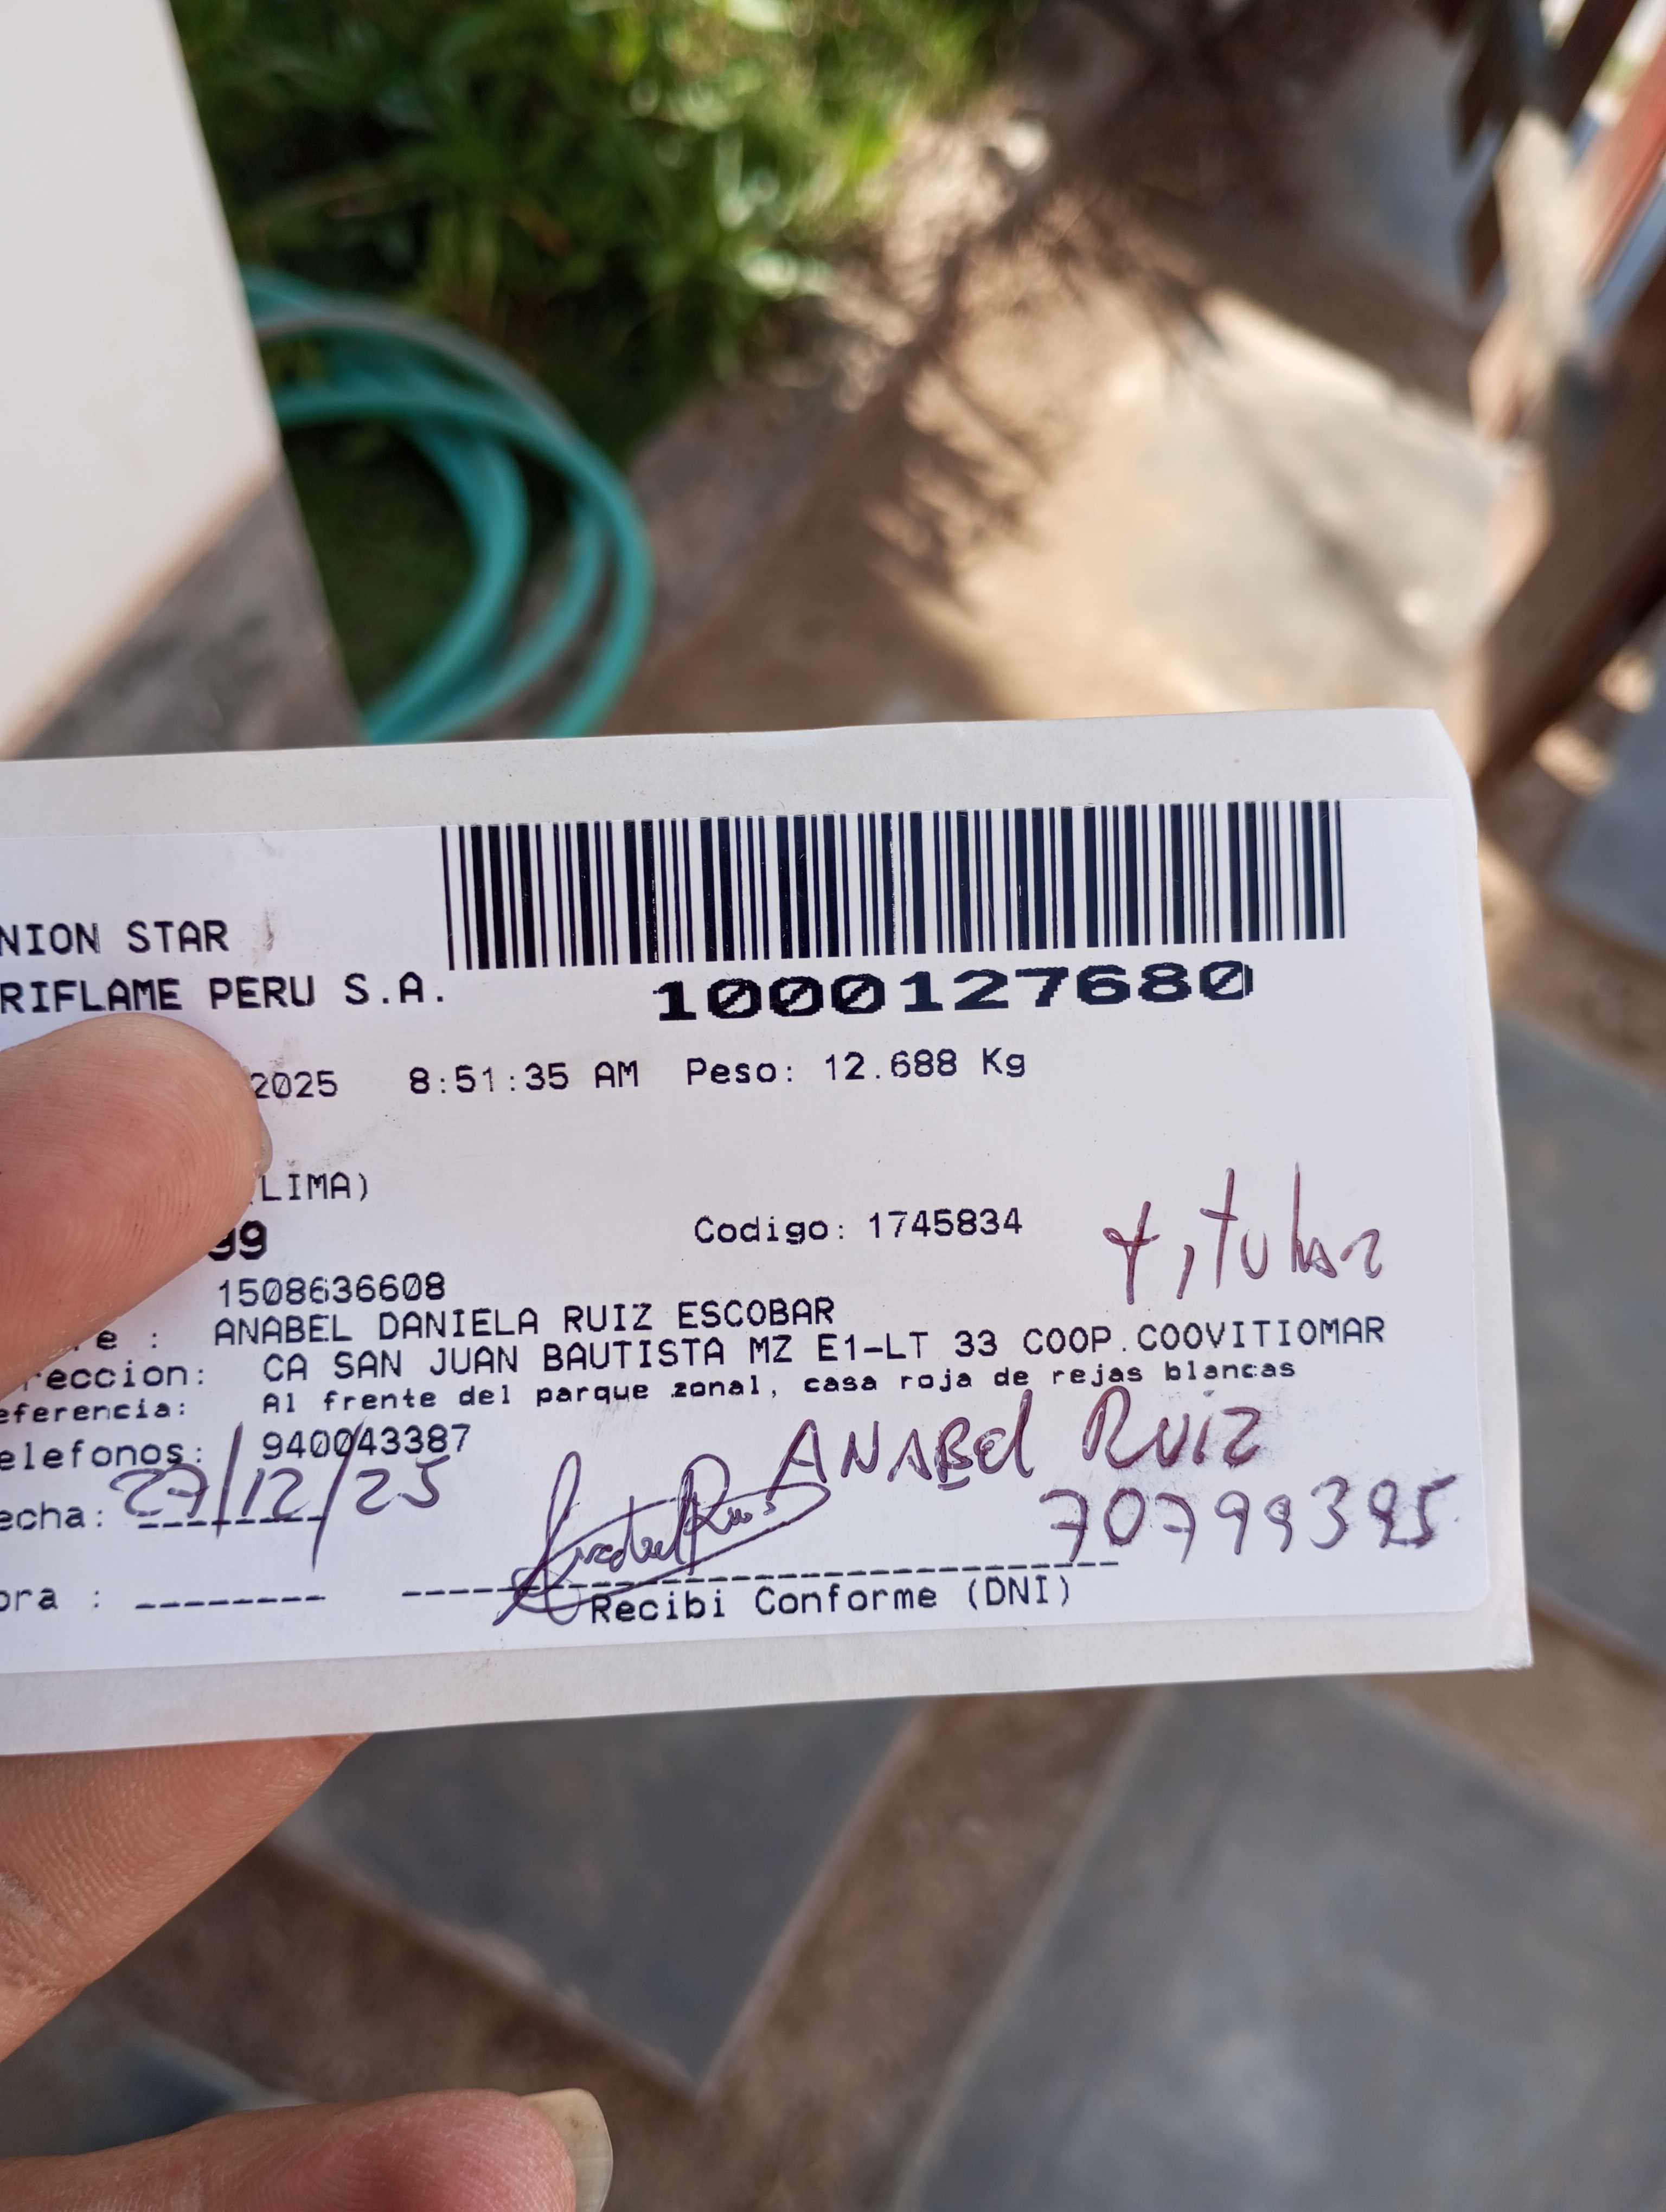 NION STAR
RIFLAME PERU S.A.
1000127680
2025 8:51:35 AM Peso: 12.688 Kg
(LIMA)
99
Codigo: 1745834
titular
1508636608
re : ANABEL DANIELA RUIZ ESCOBAR
reccion: CA SAN JUAN BAUTISTA MZ E1-LT 33 COOP.COOVITIOMAR
eferencia: Al frente del parque zonal, casa roja de rejas blancas
elefonos: 940043387
ANABEl RUIZ
echa: 27/12/25
70799395
ora :
Recibi Conforme (DNI)